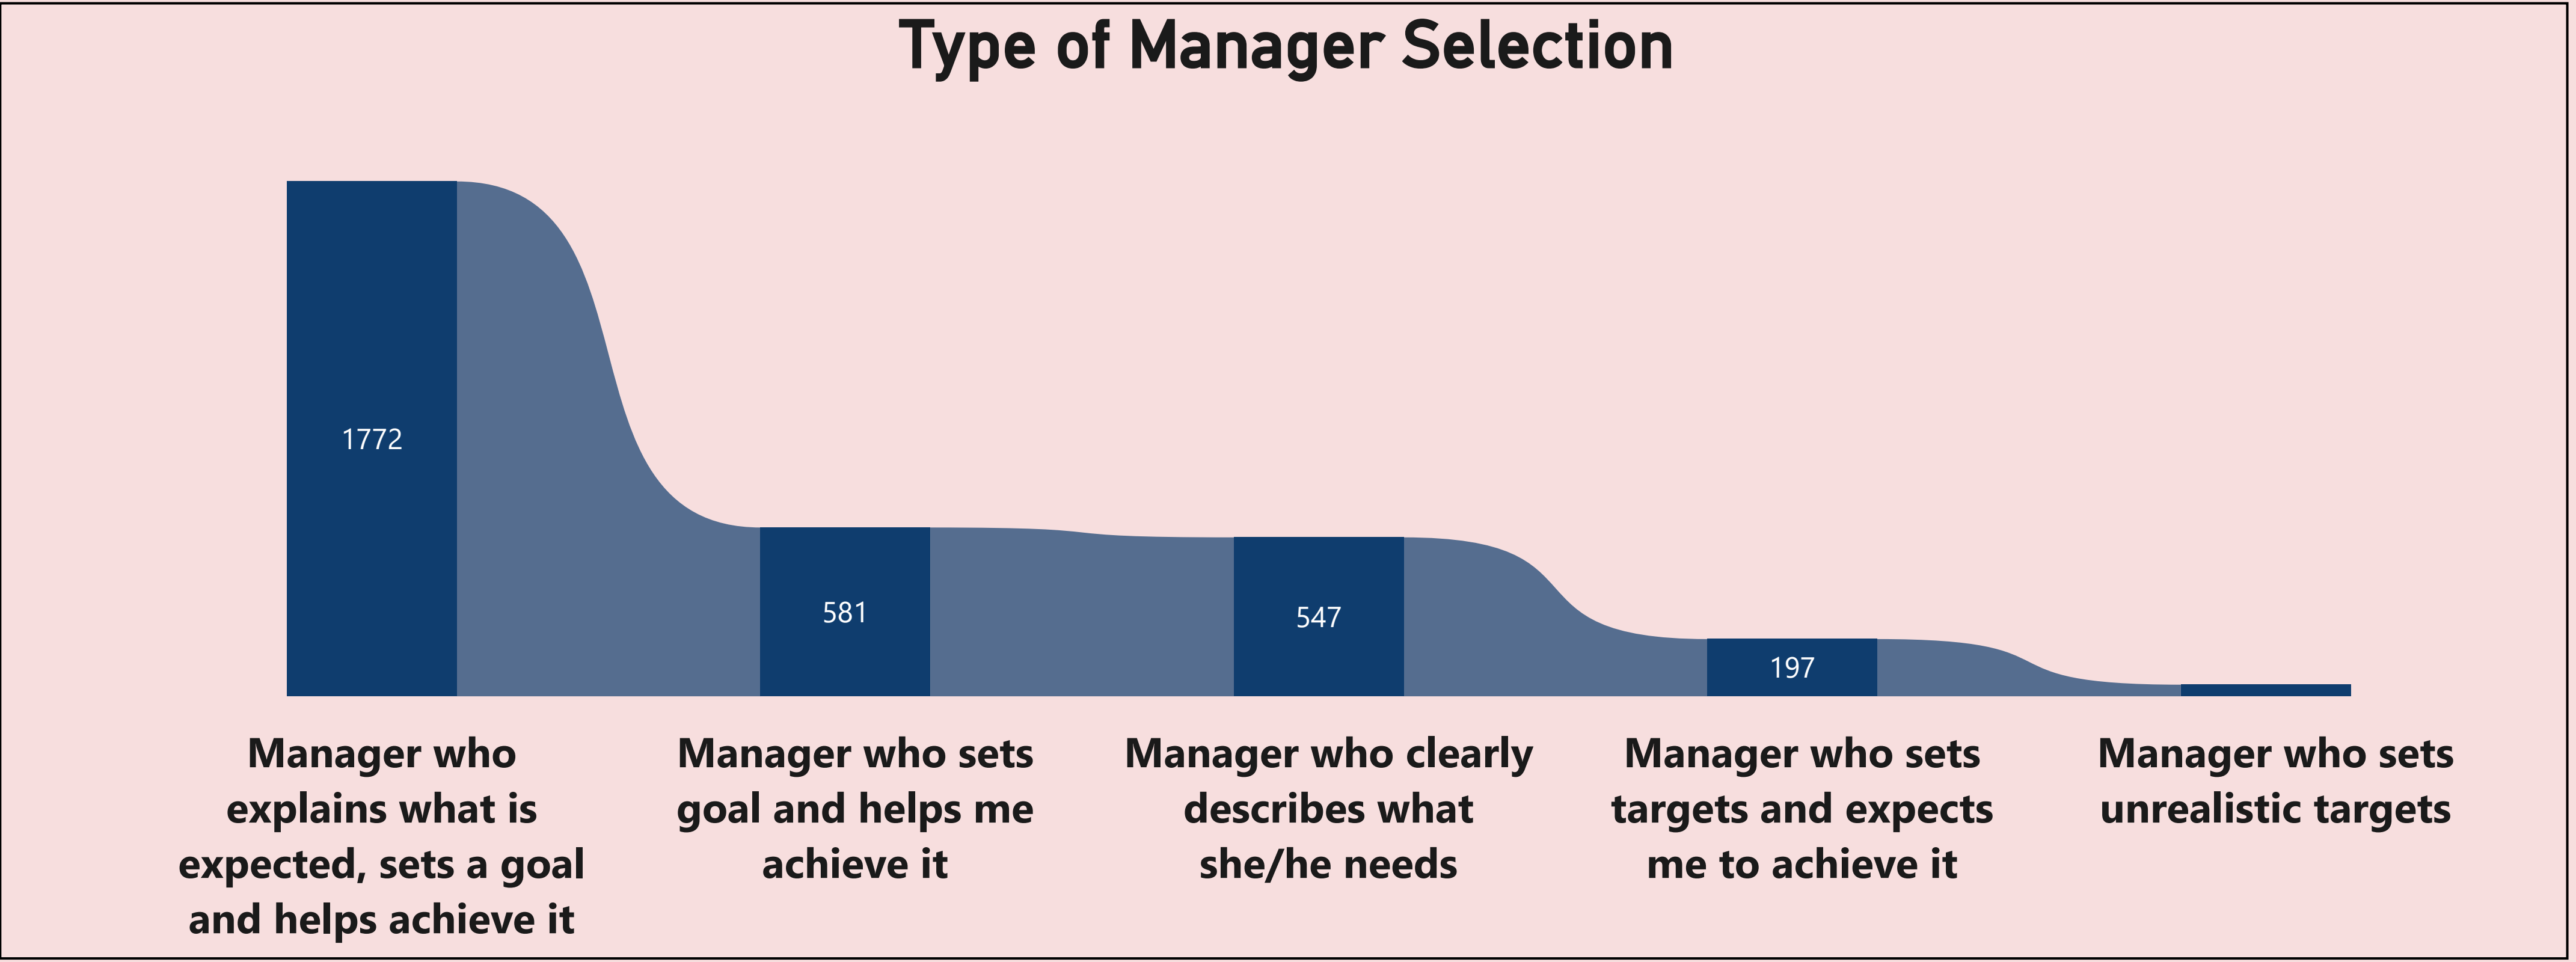 Type of Manager Selection
1772
581
547
197
Manager who
explains what is
expected, sets a goal
and helps achieve it
Manager who sets
goal and helps me
achieve it
Manager who clearly
describes what
she/he needs
Manager who sets
targets and expects
me to achieve it
Manager who sets
unrealistic targets